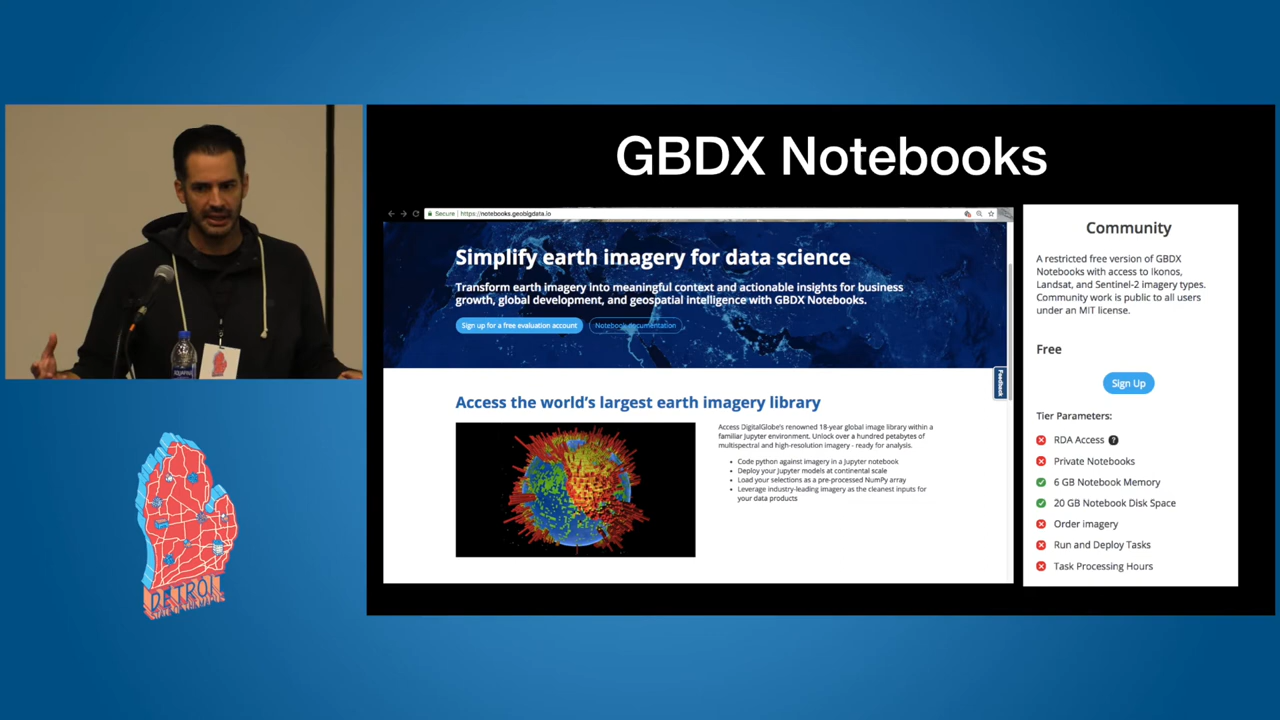 GBDX Notebooks
Secure | https://notebooks.geobigdata.io
Simplify earth imagery for data science
Transform earth imagery into meaningful context and actionable insights for business
growth, global development, and geospatial intelligence with GBDX Notebooks.
Sign up for a free evaluation account
Notebook documentation
Feedback
Access the world's largest earth imagery library
Access DigitalGlobe's renowned 18-year global image library within a
familiar Jupyter environment. Unlock over a hundred petabytes of
multispectral and high-resolution imagery - ready for analysis.
• Code python against imagery in a Jupyter notebook
• Deploy your Jupyter models at continental scale
• Load your selections as a pre-processed NumPy array
• Leverage industry-leading imagery as the cleanest inputs for
your data products
Community
A restricted free version of GBDX
Notebooks with access to Ikonos,
Landsat, and Sentinel-2 imagery types.
Community work is public to all users
under an MIT license.
Free
Sign Up
Tier Parameters:
RDA Access ?
Private Notebooks
6 GB Notebook Memory
20 GB Notebook Disk Space
Order imagery
Run and Deploy Tasks
Task Processing Hours
AQUAFINA
DETROIT
STATE OF THE MAP US